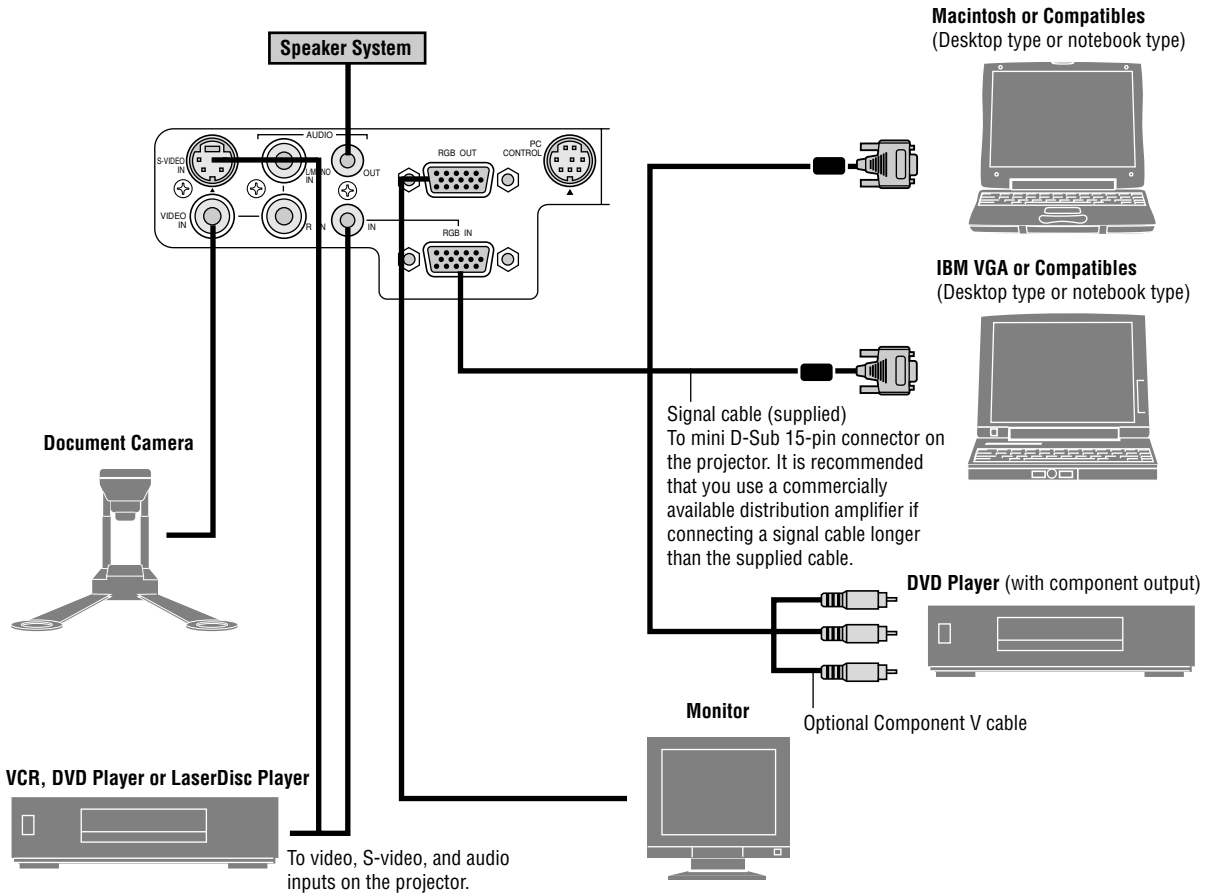 Macintosh or Compatibles
(Desktop type or notebook type)
Speaker System
AUDIO
S-VIDEO
IN
L/MONO
IN
OUT
RGB OUT
PC
CONTROL
VIDEO
IN
R IN
IN
RGB IN
IBM VGA or Compatibles
(Desktop type or notebook type)
Signal cable (supplied)
To mini D-Sub 15-pin connector on
the projector. It is recommended
that you use a commercially
available distribution amplifier if
connecting a signal cable longer
than the supplied cable.
Document Camera
DVD Player (with component output)
Optional Component V cable
Monitor
VCR, DVD Player or LaserDisc Player
To video, S-video, and audio
inputs on the projector.